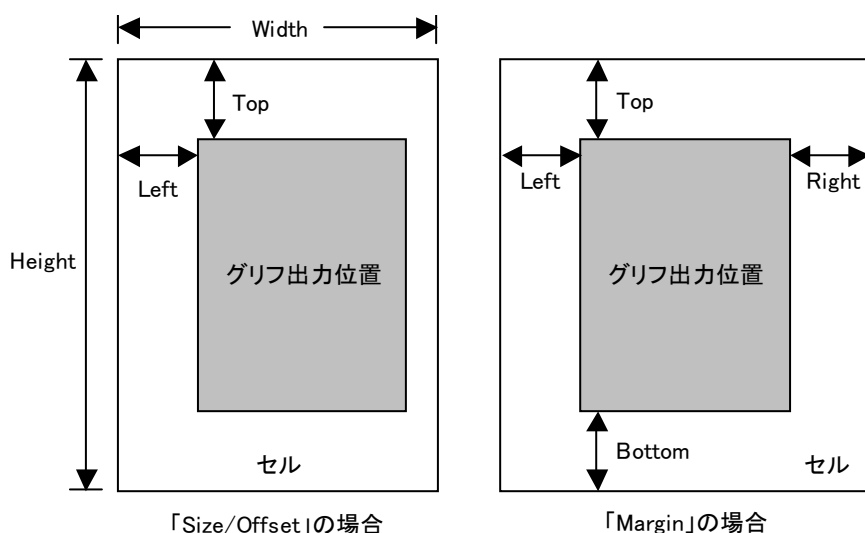 Width
Top
Left
Height
グリフ出力位置
セル
「Size/Offset」の場合
Top
Left
Right
グリフ出力位置
Bottom
セル
「Margin」の場合